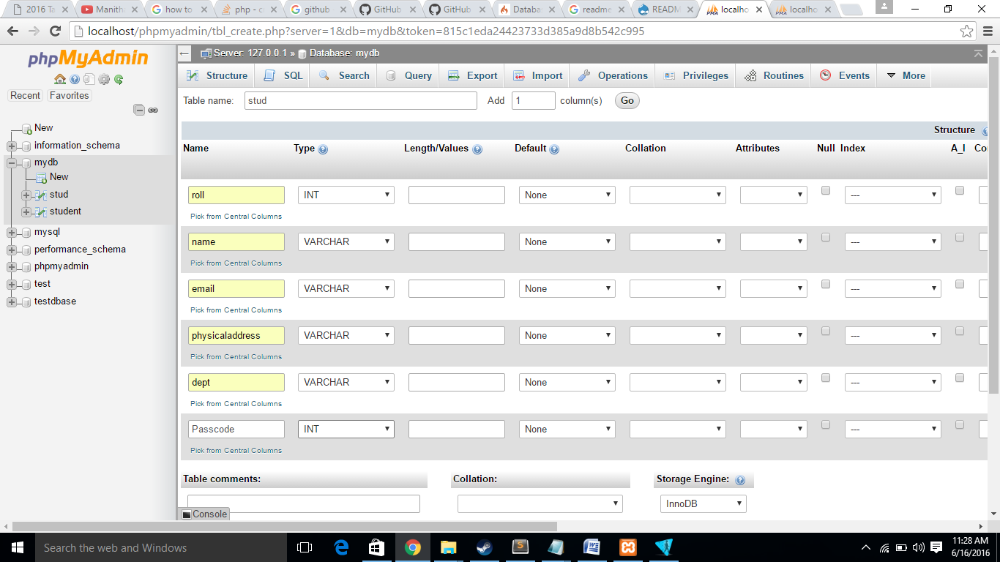 2016 Ta
Manith
how to
php - c
github
GitHub
GitHub
Databa
readme
READM
localho
localho
localhost/phpmyadmin/tbl_create.php?server=1&db=mydb&token=815c1eda24423733d385a9d8b542c995
phpMyAdmin
Recent Favorites
New
information_schema
mydb
New
stud
student
mysql
performance_schema
phpmyadmin
test
testdbase
Server: 127.0.0.1 » Database: mydb
Structure SQL Search Query Export Import Operations Privileges Routines Events More
Table name: stud Add 1 column(s) Go
Structure
Name Type Length/Values Default Collation Attributes Null Index A_I Co
roll INT None ---
Pick from Central Columns
name VARCHAR None ---
Pick from Central Columns
email VARCHAR None ---
Pick from Central Columns
physicaladdress VARCHAR None ---
Pick from Central Columns
dept VARCHAR None ---
Pick from Central Columns
Passcode INT None ---
Pick from Central Columns
Table comments: Collation: Storage Engine:
InnoDB
Console
Search the web and Windows
11:28 AM
6/16/2016